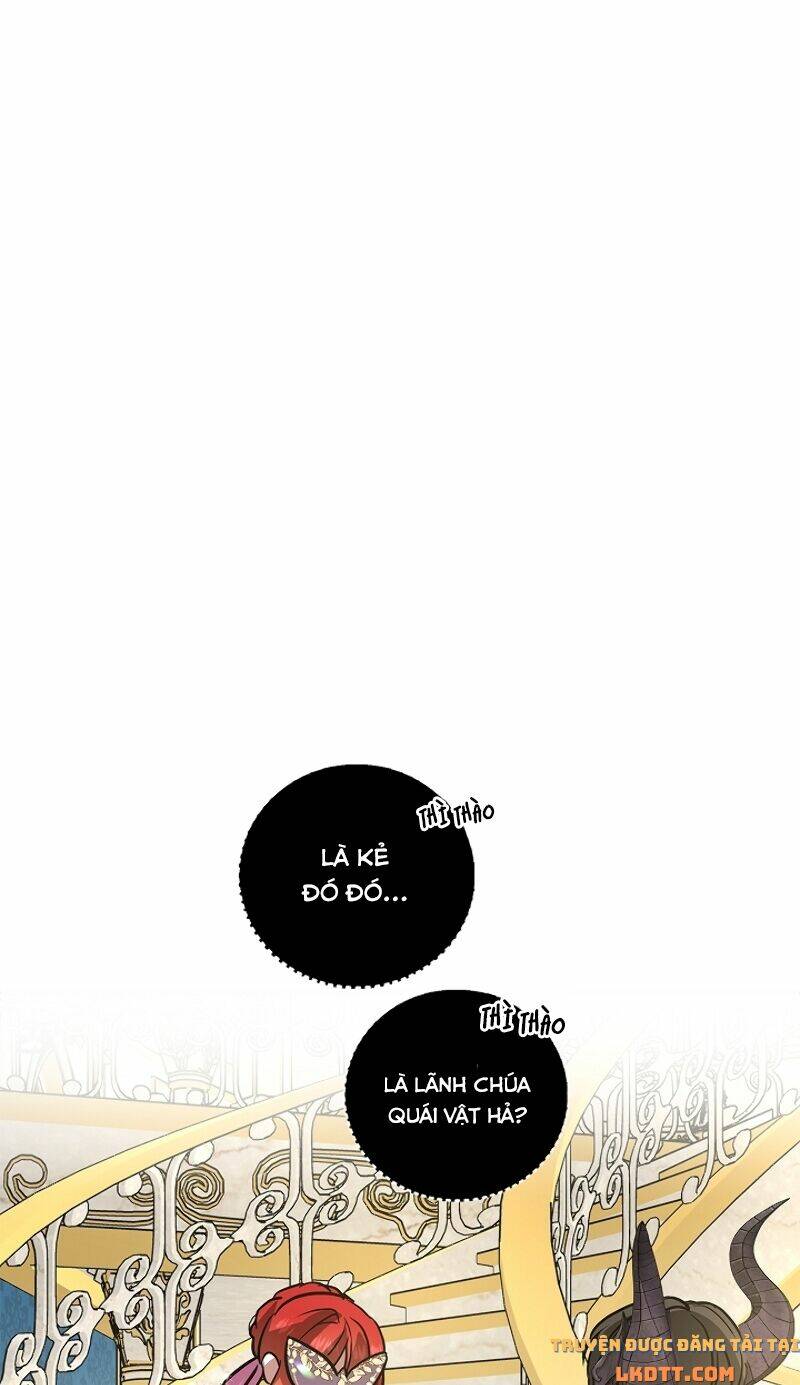 THÌ THÀO
LÀ KẺ
ĐÓ ĐÓ...
THÌ THÀO
LÀ LÃNH CHÚA
QUÁI VẬT HẢ?
TRUYỆN ĐƯỢC ĐĂNG TẢI TẠI
LKDTT.COM